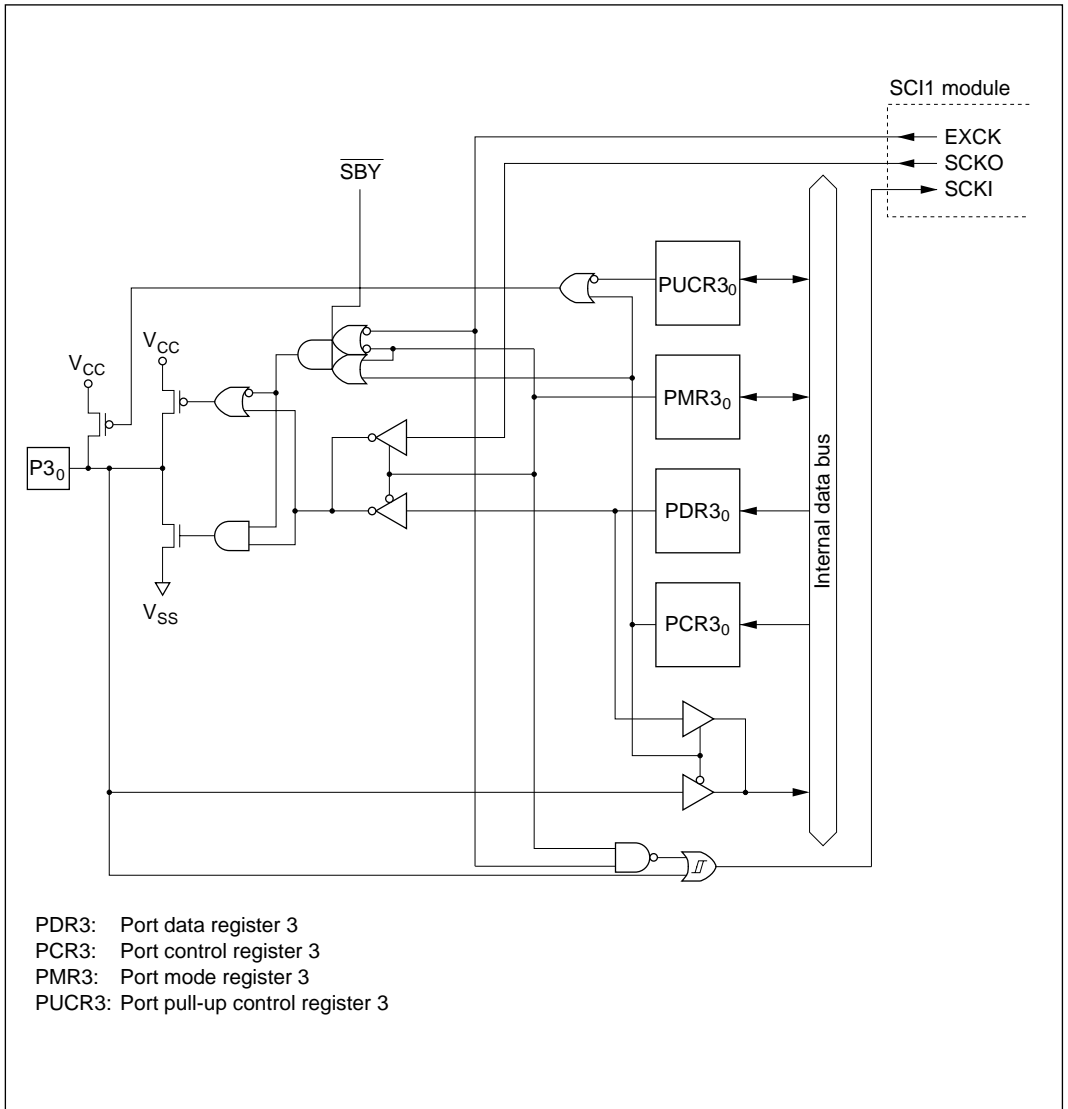 SCI1 module
EXCK
SCKO
SCKI
SBY
PUCR3₀
VCC
VCC
PMR3₀
P3₀
PDR3₀
Internal data bus
VSS
PCR3₀
PDR3: Port data register 3
PCR3: Port control register 3
PMR3: Port mode register 3
PUCR3: Port pull-up control register 3